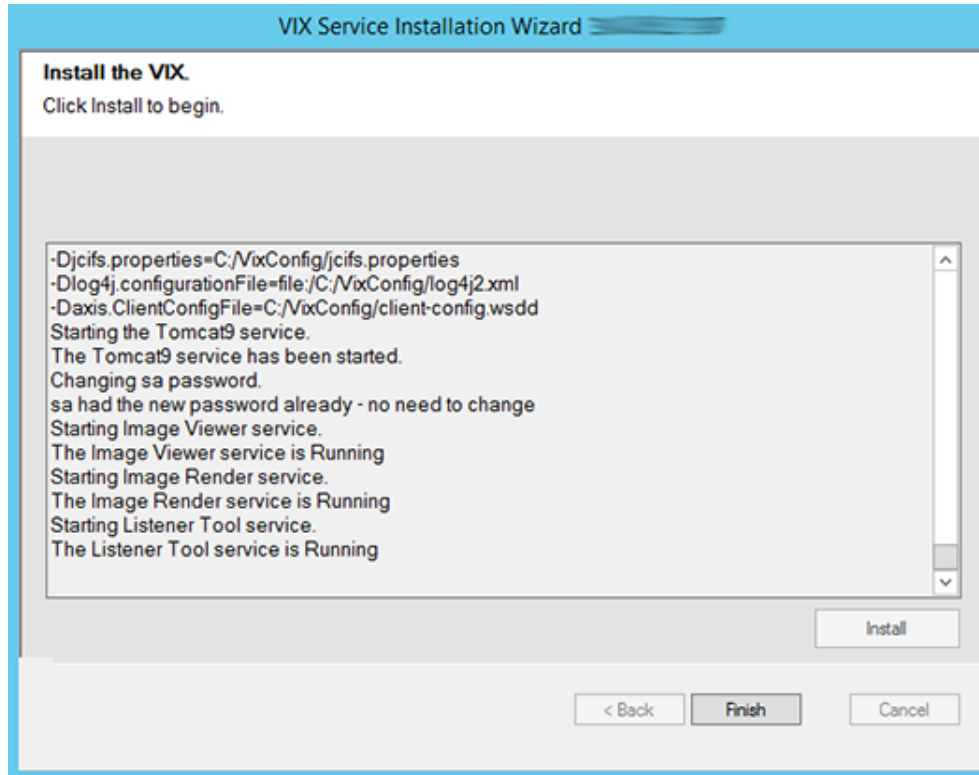 VIX Service Installation Wizard
Install the VIX.
Click Install to begin.
-Djcifs.properties=C:/VixConfig/jcifs.properties
-Dlog4j.configurationFile=file:/C:/VixConfig/log4j2.xml
-Daxis.ClientConfigFile=C:/VixConfig/client-config.wsdd
Starting the Tomcat9 service.
The Tomcat9 service has been started.
Changing sa password.
sa had the new password already - no need to change
Starting Image Viewer service.
The Image Viewer service is Running
Starting Image Render service.
The Image Render service is Running
Starting Listener Tool service.
The Listener Tool service is Running
Install
< Back
Finish
Cancel